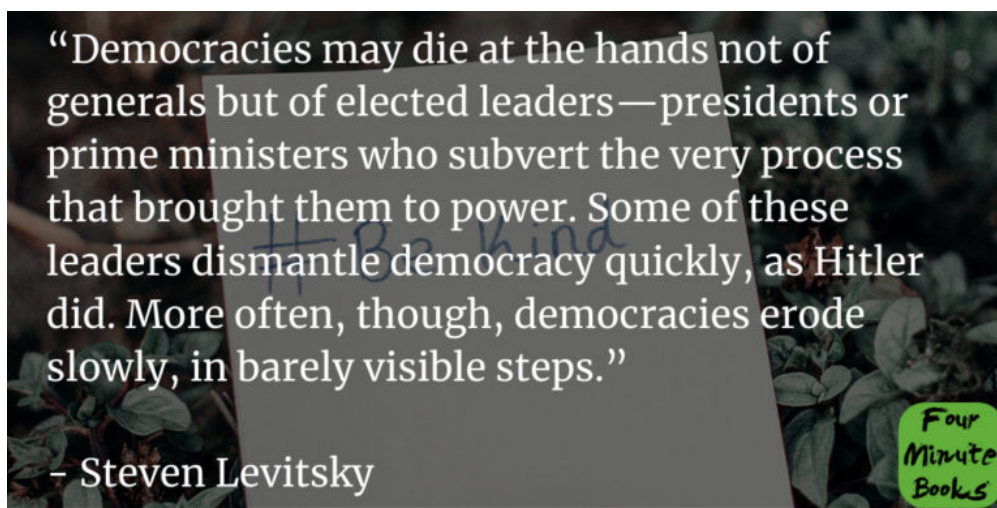 “Democracies may die at the hands not of
generals but of elected leaders—presidents or
prime ministers who subvert the very process
that brought them to power. Some of these
leaders dismantle democracy quickly, as Hitler
did. More often, though, democracies erode
slowly, in barely visible steps.”
- Steven Levitsky
# Be Kind
Four
Minute
Books